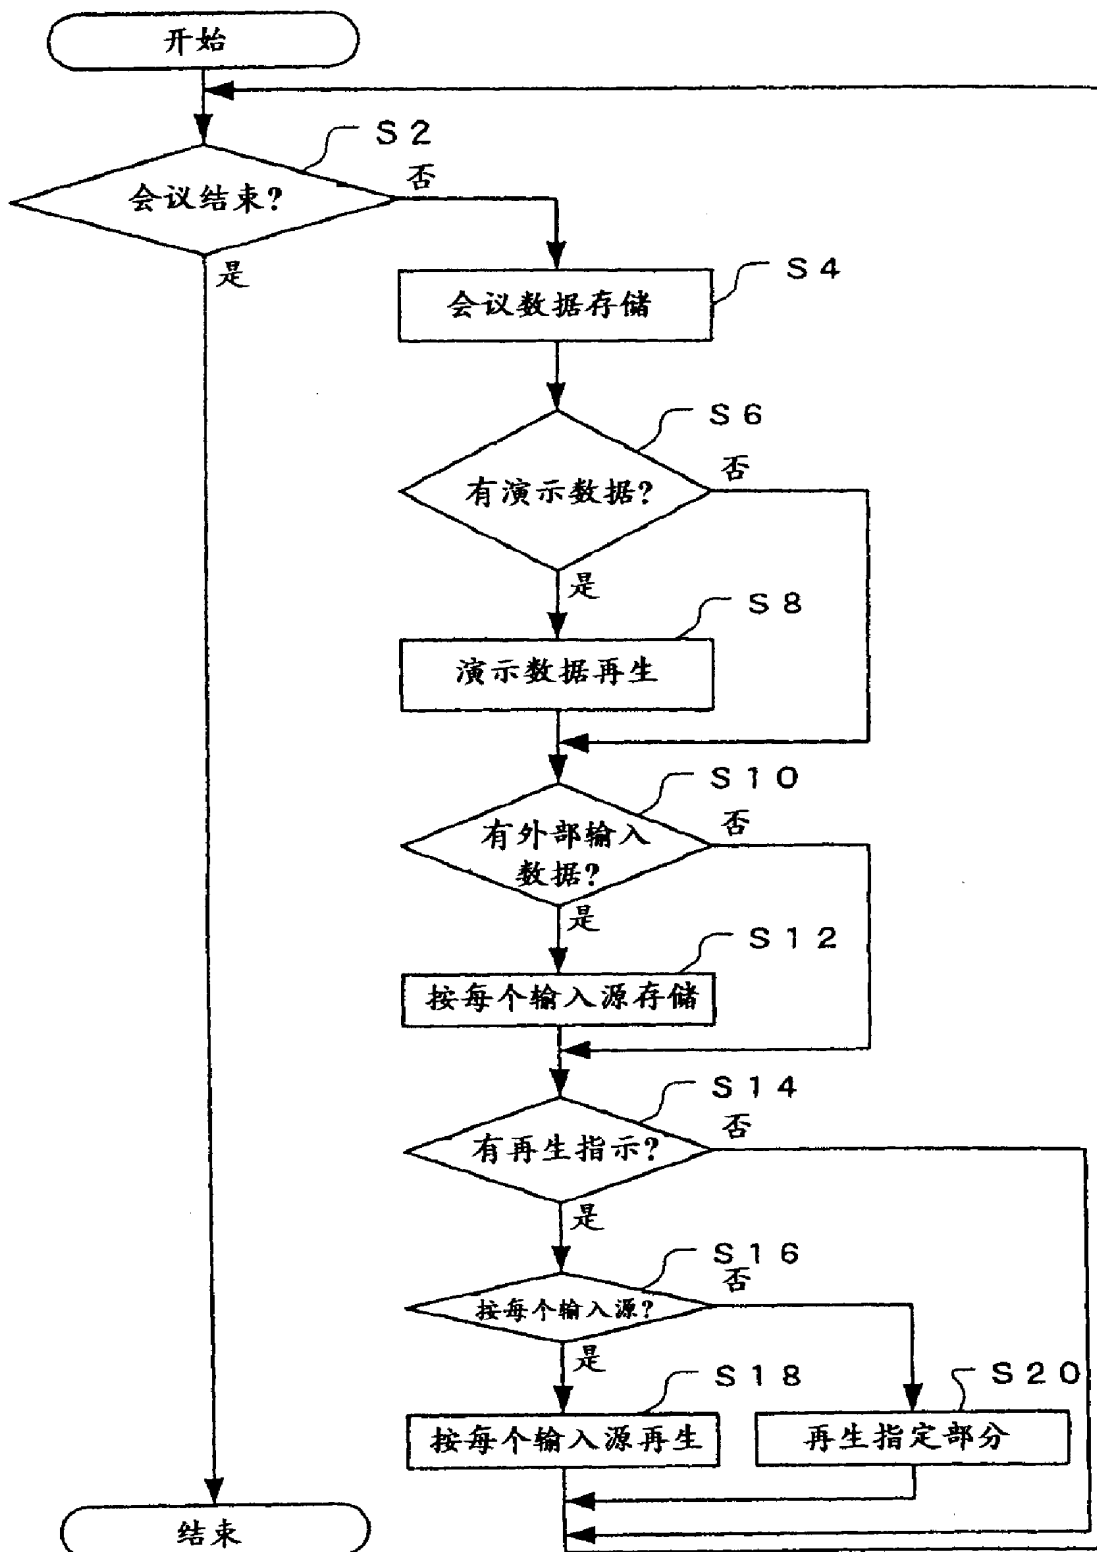 开始
S2
会议结束?
否
是
S4
会议数据存储
S6
有演示数据?
否
是
S8
演示数据再生
S10
有外部输入
数据?
否
是
S12
按每个输入源存储
S14
有再生指示?
否
是
S16
按每个输入源?
否
是
S18
按每个输入源再生
S20
再生指定部分
结束